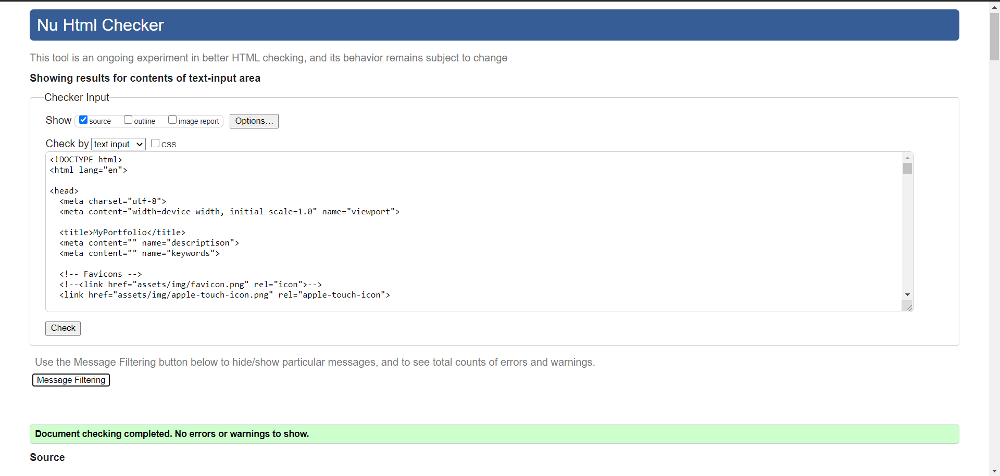 Nu Html Checker
This tool is an ongoing experiment in better HTML checking, and its behavior remains subject to change
Showing results for contents of text-input area
Checker Input
Show source outline image report Options...
Check by text input CSS
<!DOCTYPE html>
<html lang="en">
<head>
<meta charset="utf-8">
<meta content="width=device-width, initial-scale=1.0" name="viewport">
<title>MyPortfolio</title>
<meta content="" name="descriptison">
<meta content="" name="keywords">
<!-- Favicons -->
<!--<link href="assets/img/favicon.png" rel="icon">-->
<link href="assets/img/apple-touch-icon.png" rel="apple-touch-icon">
Check
Use the Message Filtering button below to hide/show particular messages, and to see total counts of errors and warnings.
Message Filtering
Document checking completed. No errors or warnings to show.
Source